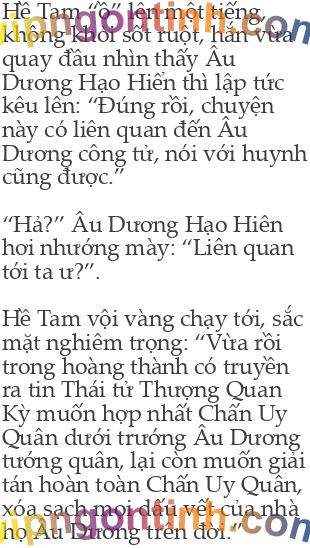 Hề Tam “ồ” lên một tiếng,
không khỏi sốt ruột, hắn vừa
quay đầu nhìn thấy Âu
Dương Hạo Hiển thì lập tức
kêu lên: “Đúng rồi, chuyện
này có liên quan đến Âu
Dương công tử, nói với huynh
cũng được.”
“Hả?” Âu Dương Hạo Hiên
hơi nhướng mày: “Liên quan
tới ta ư?”.
Hề Tam vội vàng chạy tới, sắc
mặt nghiêm trọng: “Vừa rồi
trong hoàng thành có truyền
ra tin Thái tử Thượng Quan
Kỳ muốn hợp nhất Chấn Uy
Quân dưới trướng Âu Dương
tướng quân, lại còn muốn giải
tán hoàn toàn Chấn Uy Quân,
xóa sạch mọi dấu vết của nhà
họ Âu Dương trên đời.”
vipngontinh.com
vipngontinh.com